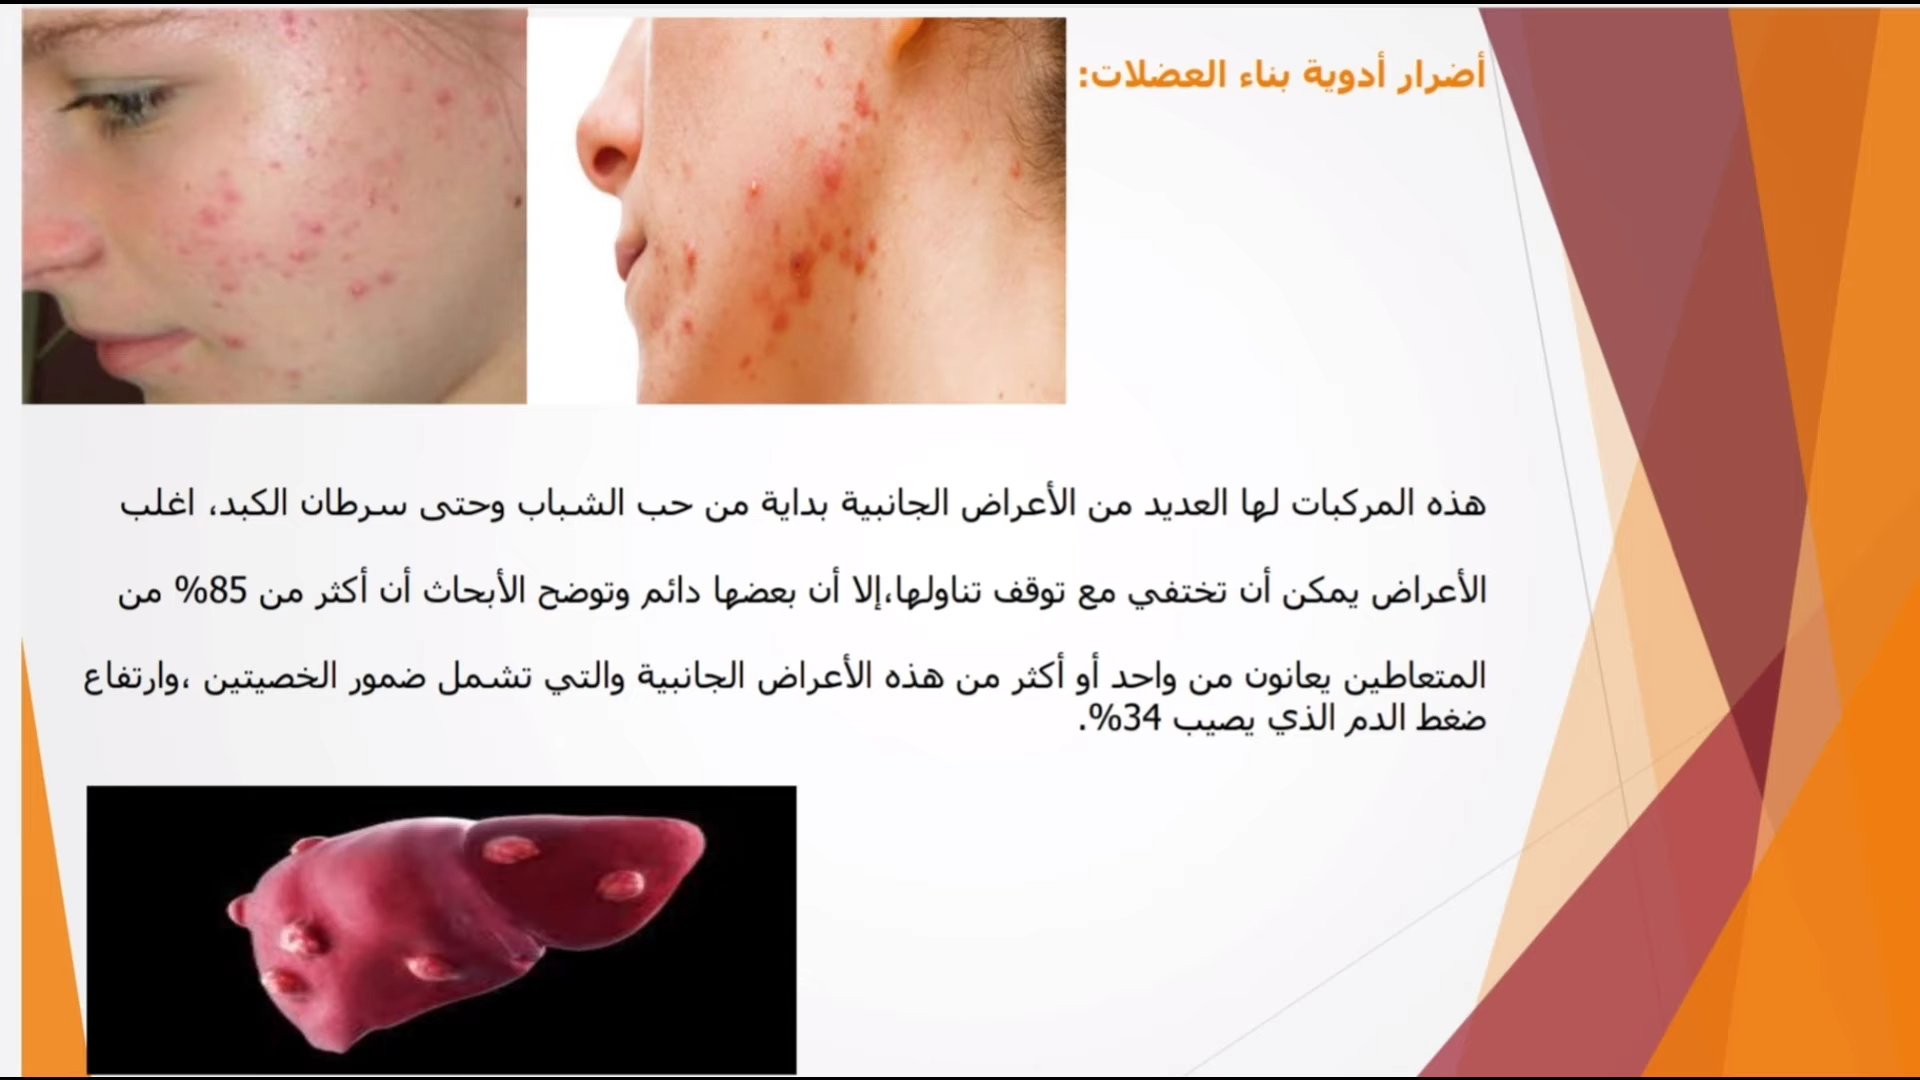 أضرار أدوية بناء العضلات:
هذه المركبات لها العديد من الأعراض الجانبية بداية من حب الشباب وحتى سرطان الكبد، اغلب
الأعراض يمكن أن تختفي مع توقف تناولها،إلا أن بعضها دائم وتوضح الأبحاث أن أكثر من 85% من
المتعاطين يعانون من واحد أو أكثر من هذه الأعراض الجانبية والتي تشمل ضمور الخصيتين ،وارتفاع
ضغط الدم الذي يصيب 34%.